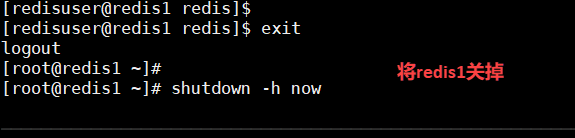 [redisuser@redis1 redis]$
[redisuser@redis1 redis]$ exit
logout
[root@redis1 ~]#
将redis1关掉
[root@redis1 ~]# shutdown -h now